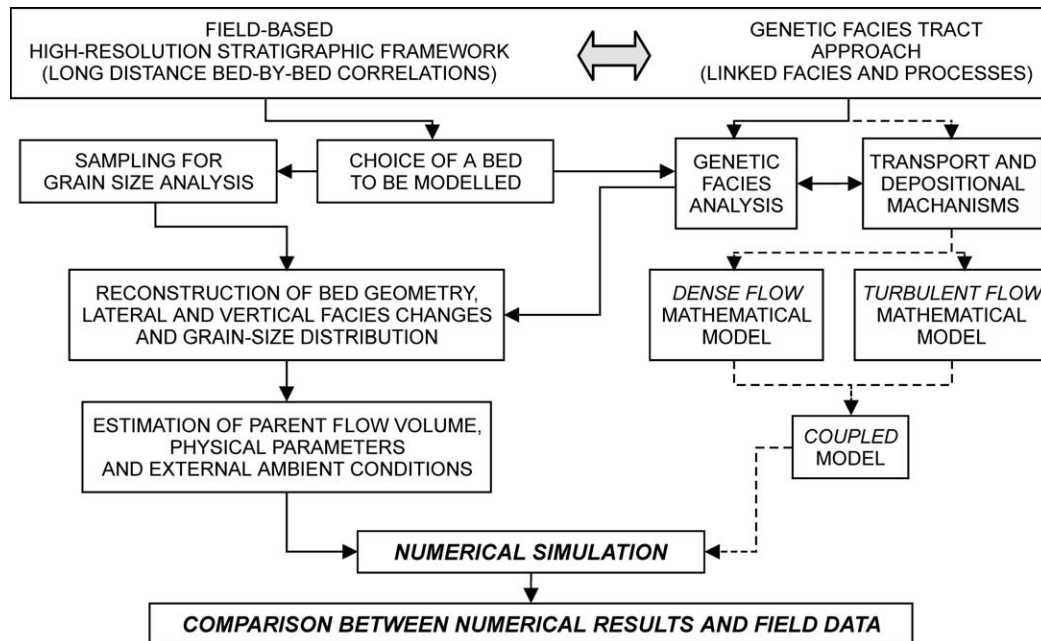 FIELD-BASED
HIGH-RESOLUTION STRATIGRAPHIC FRAMEWORK
(LONG DISTANCE BED-BY-BED CORRELATIONS)
GENETIC FACIES TRACT
APPROACH
(LINKED FACIES AND PROCESSES)
SAMPLING FOR
GRAIN SIZE ANALYSIS
CHOICE OF A BED
TO BE MODELLED
GENETIC
FACIES
ANALYSIS
TRANSPORT AND
DEPOSITIONAL
MACHANISMS
RECONSTRUCTION OF BED GEOMETRY,
LATERAL AND VERTICAL FACIES CHANGES
AND GRAIN-SIZE DISTRIBUTION
DENSE FLOW
MATHEMATICAL
MODEL
TURBULENT FLOW
MATHEMATICAL
MODEL
ESTIMATION OF PARENT FLOW VOLUME,
PHYSICAL PARAMETERS
AND EXTERNAL AMBIENT CONDITIONS
COUPLED
MODEL
NUMERICAL SIMULATION
COMPARISON BETWEEN NUMERICAL RESULTS AND FIELD DATA